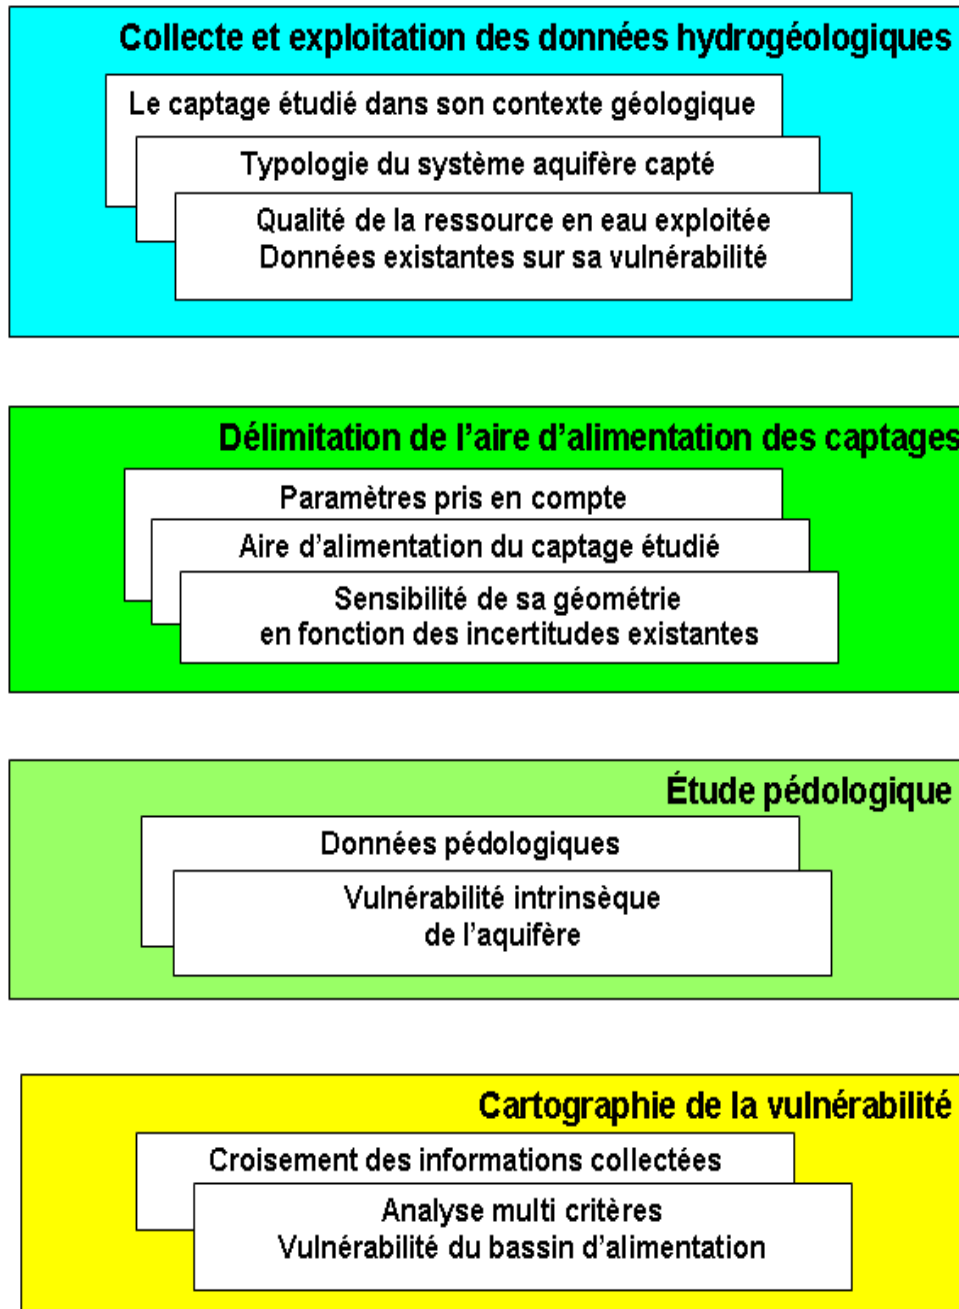 Collecte et exploitation des données hydrogéologiques
Le captage étudié dans son contexte géologique
Typologie du système aquifère capté
Qualité de la ressource en eau exploitée
Données existantes sur sa vulnérabilité
Délimitation de l'aire d'alimentation des captages
Paramètres pris en compte
Aire d'alimentation du captage étudié
Sensibilité de sa géométrie
en fonction des incertitudes existantes
Étude pédologique
Données pédologiques
Vulnérabilité intrinsèque
de l'aquifère
Cartographie de la vulnérabilité
Croisement des informations collectées
Analyse multi critères
Vulnérabilité du bassin d'alimentation